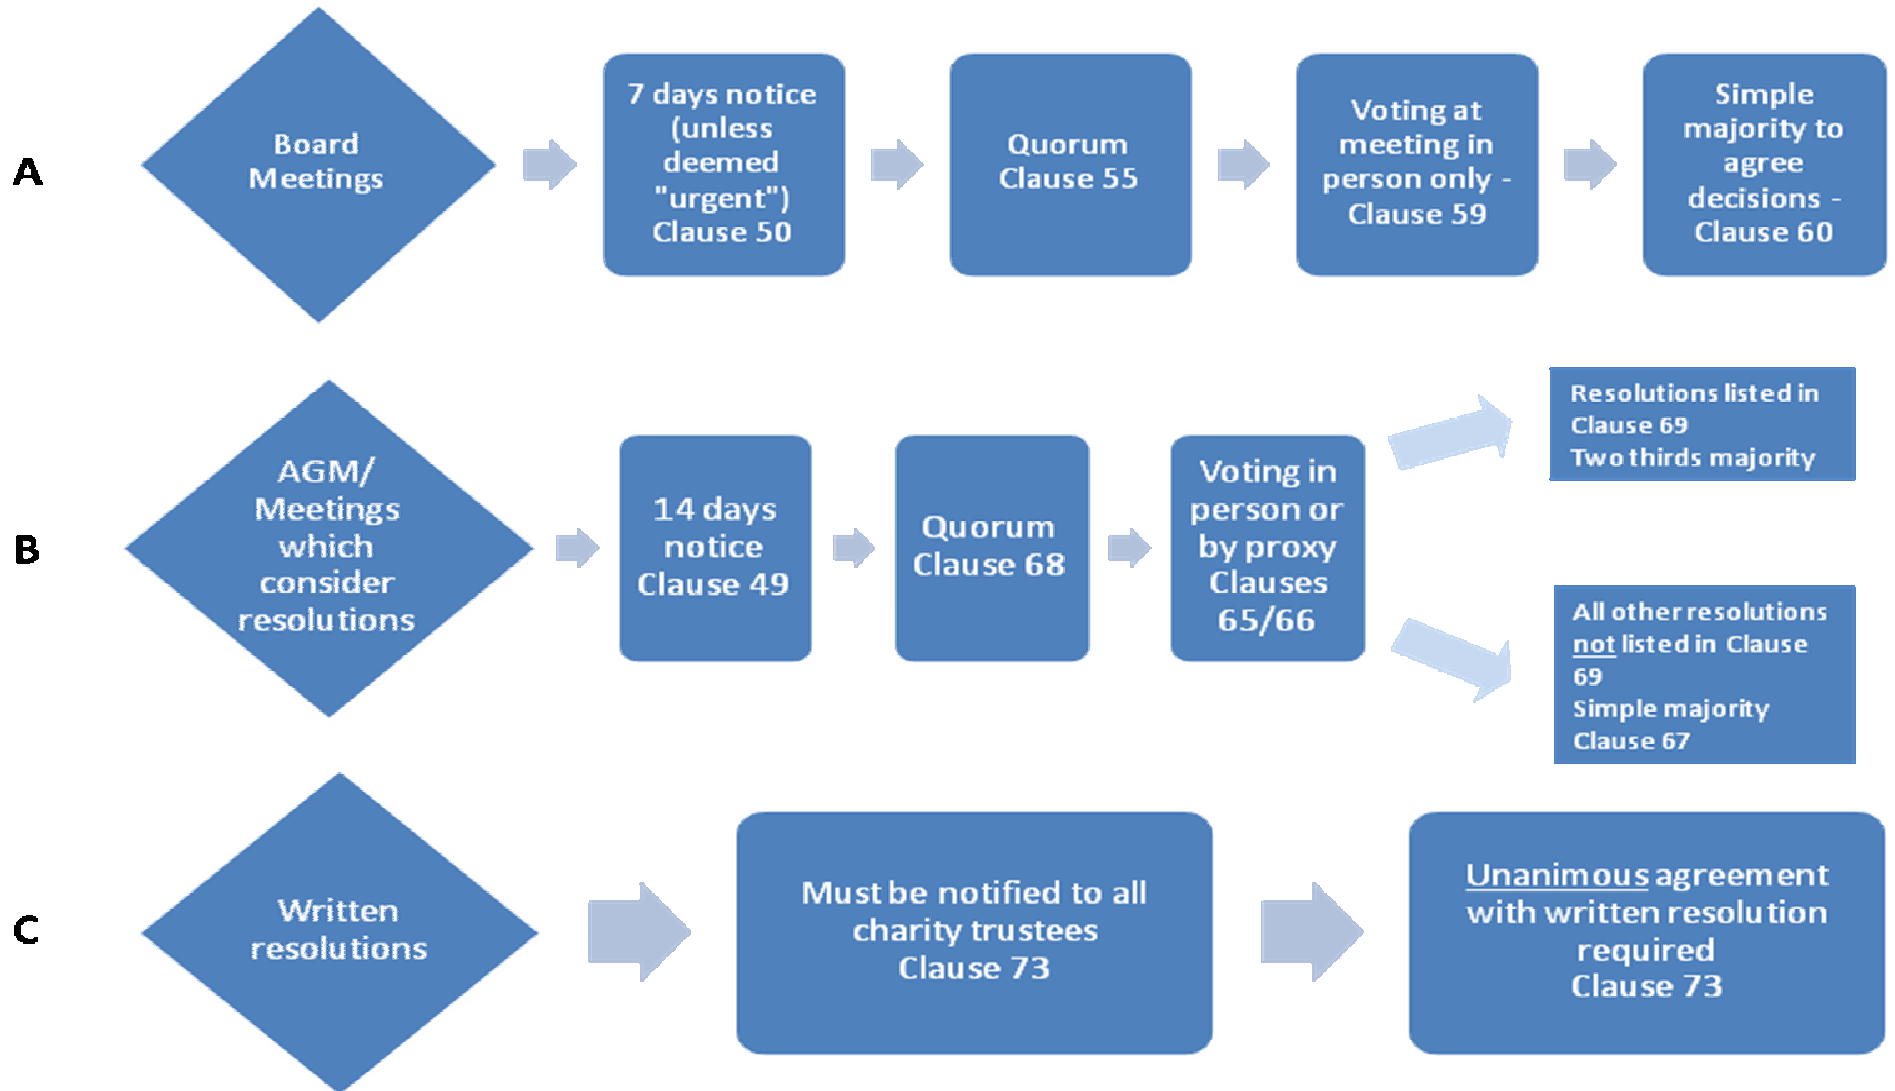 A
Board
Meetings
7 days notice
(unless
deemed
"urgent")
Clause 50
Quorum
Clause 55
Voting at
meeting in
person only -
Clause 59
Simple
majority to
agree
decisions -
Clause 60
B
AGM/
Meetings
which
consider
resolutions
14 days
notice
Clause 49
Quorum
Clause 68
Voting in
person or
by proxy
Clauses
65/66
Resolutions listed in
Clause 69
Two thirds majority
All other resolutions
not listed in Clause
69
Simple majority
Clause 67
C
Written
resolutions
Must be notified to all
charity trustees
Clause 73
Unanimous agreement
with written resolution
required
Clause 73